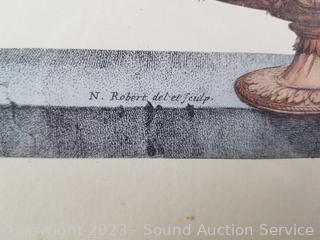 N. Robert del et sculp.
Copyright 2023 - Sound Auction Service